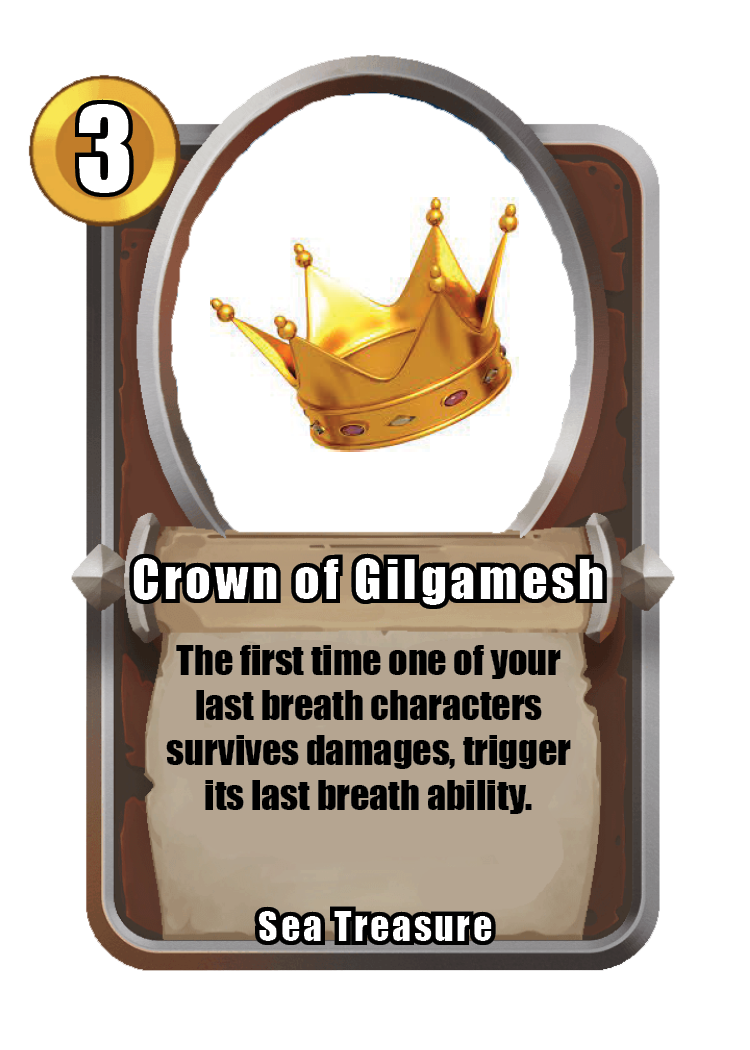 3
Crown of Gilgamesh
The first time one of your
last breath characters
survives damages, trigger
its last breath ability.
Sea Treasure